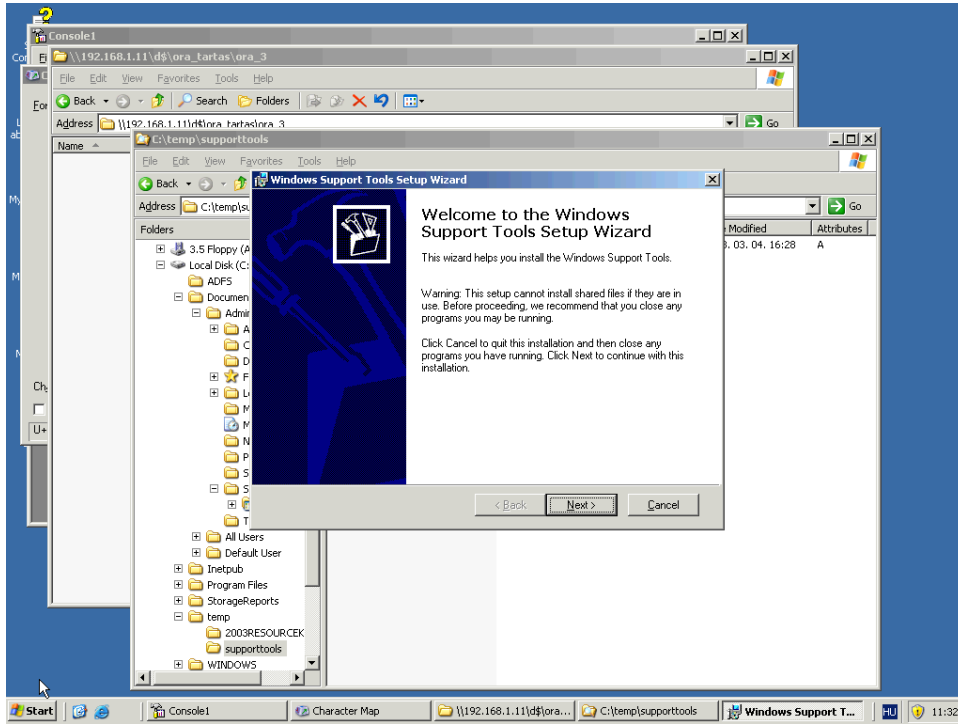 Console1
\\192.168.1.11\d$\ora_tartas\ora_3
File Edit View Favorites Tools Help
Back Search Folders
Address \\192.168.1.11\d$\ora_tartas\ora_3 Go
Name
C:\temp\supporttools
File Edit View Favorites Tools Help
Back
Address C:\temp\su Go
Folders
Modified Attributes
3. 03. 04. 16:28 A
3.5 Floppy (A
Local Disk (C:
ADFS
Documen
Admir
All Users
Default User
Inetpub
Program Files
StorageReports
temp
2003RESOURCEK
supporttools
WINDOWS
Windows Support Tools Setup Wizard
Welcome to the Windows
Support Tools Setup Wizard
This wizard helps you install the Windows Support Tools.
Warning: This setup cannot install shared files if they are in
use. Before proceeding, we recommend that you close any
programs you may be running.
Click Cancel to quit this installation and then close any
programs you have running. Click Next to continue with this
installation.
< Back Next > Cancel
U+
Start Console1 Character Map \\192.168.1.11\d$\ora... C:\temp\supporttools Windows Support T... HU 11:32